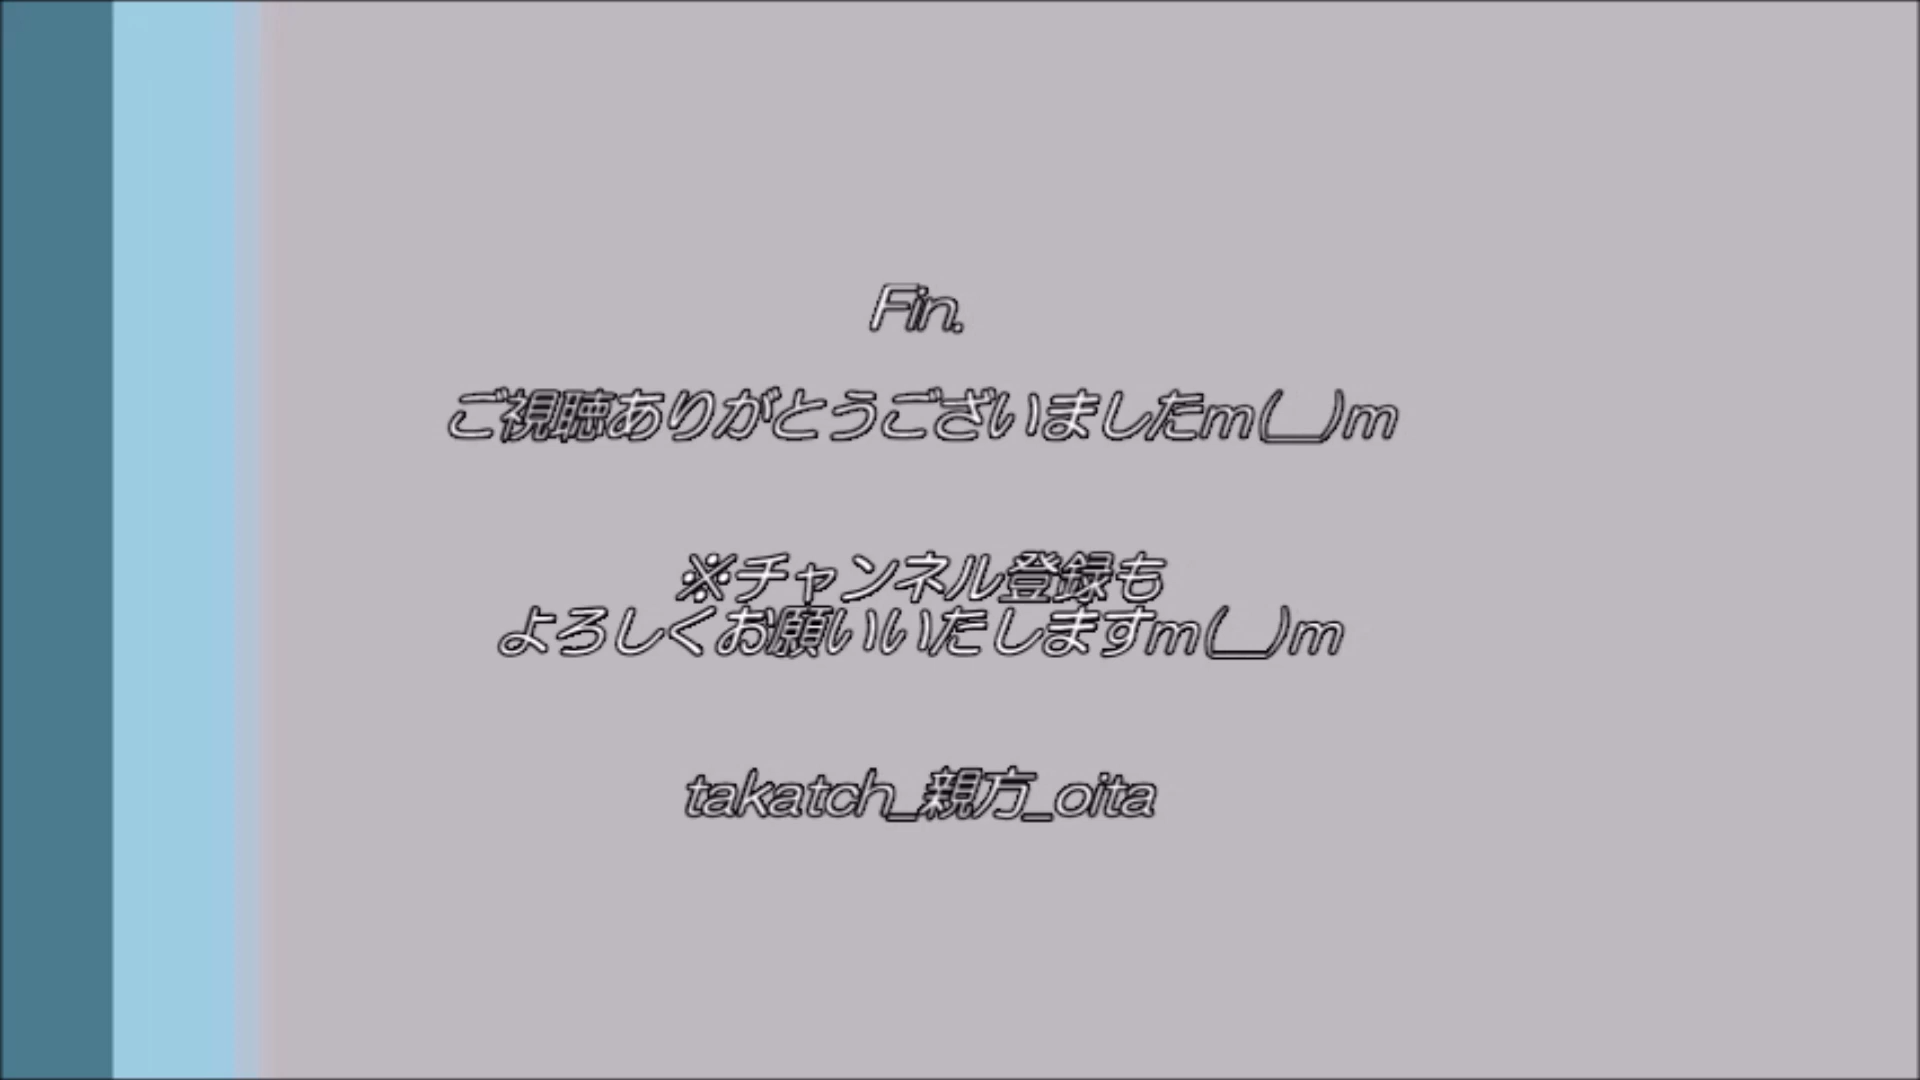 Fin.
ご視聴ありがとうございましたm(__)m
※チャンネル登録も
よろしくお願いいたしますm(__)m
takatch_親方_oita